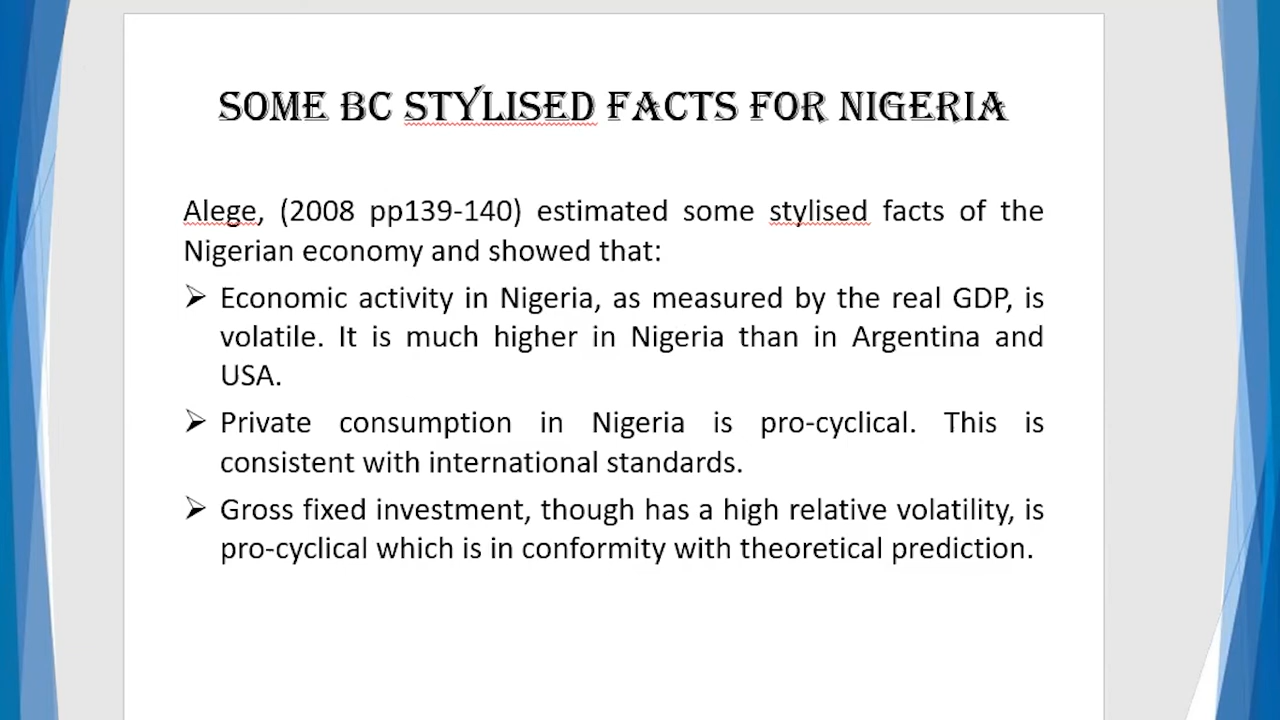 SOME BC STYLISED FACTS FOR NIGERIA
Alege, (2008 pp139-140) estimated some stylised facts of the
Nigerian economy and showed that:
➢ Economic activity in Nigeria, as measured by the real GDP, is
volatile. It is much higher in Nigeria than in Argentina and
USA.
➢ Private consumption in Nigeria is pro-cyclical. This is
consistent with international standards.
➢ Gross fixed investment, though has a high relative volatility, is
pro-cyclical which is in conformity with theoretical prediction.